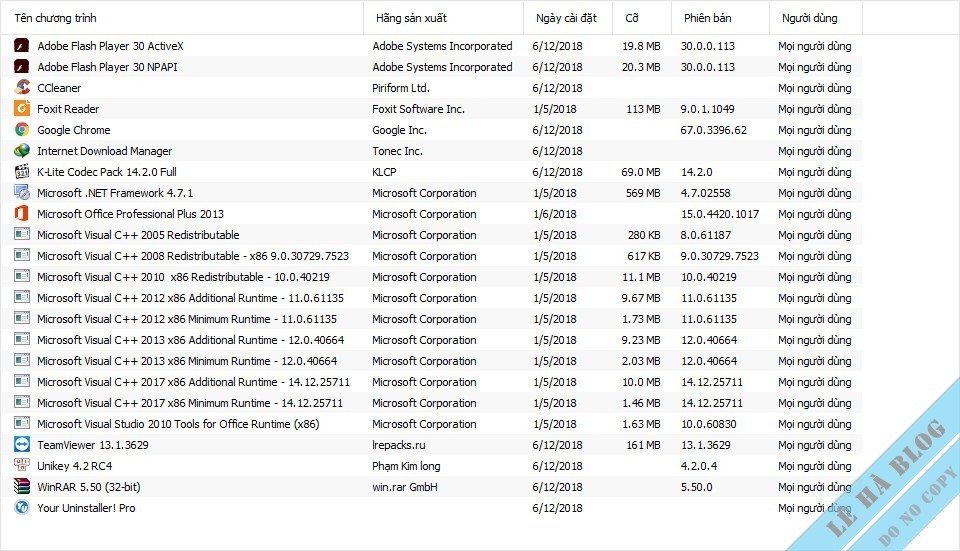 Tên chương trình Hãng sản xuất Ngày cài đặt Cỡ Phiên bản Người dùng
Adobe Flash Player 30 ActiveX Adobe Systems Incorporated 6/12/2018 19.8 MB 30.0.0.113 Mọi người dùng
Adobe Flash Player 30 NPAPI Adobe Systems Incorporated 6/12/2018 20.3 MB 30.0.0.113 Mọi người dùng
CCleaner Piriform Ltd. 6/12/2018 Mọi người dùng
Foxit Reader Foxit Software Inc. 1/5/2018 113 MB 9.0.1.1049 Mọi người dùng
Google Chrome Google Inc. 6/12/2018 67.0.3396.62 Mọi người dùng
Internet Download Manager Tonec Inc. 6/12/2018 Mọi người dùng
K-Lite Codec Pack 14.2.0 Full KLCP 6/12/2018 69.0 MB 14.2.0 Mọi người dùng
Microsoft .NET Framework 4.7.1 Microsoft Corporation 1/5/2018 569 MB 4.7.02558 Mọi người dùng
Microsoft Office Professional Plus 2013 Microsoft Corporation 1/6/2018 15.0.4420.1017 Mọi người dùng
Microsoft Visual C++ 2005 Redistributable Microsoft Corporation 1/5/2018 280 KB 8.0.61187 Mọi người dùng
Microsoft Visual C++ 2008 Redistributable - x86 9.0.30729.7523 Microsoft Corporation 1/5/2018 617 KB 9.0.30729.7523 Mọi người dùng
Microsoft Visual C++ 2010 x86 Redistributable - 10.0.40219 Microsoft Corporation 1/5/2018 11.1 MB 10.0.40219 Mọi người dùng
Microsoft Visual C++ 2012 x86 Additional Runtime - 11.0.61135 Microsoft Corporation 1/5/2018 9.67 MB 11.0.61135 Mọi người dùng
Microsoft Visual C++ 2012 x86 Minimum Runtime - 11.0.61135 Microsoft Corporation 1/5/2018 1.73 MB 11.0.61135 Mọi người dùng
Microsoft Visual C++ 2013 x86 Additional Runtime - 12.0.40664 Microsoft Corporation 1/5/2018 9.23 MB 12.0.40664 Mọi người dùng
Microsoft Visual C++ 2013 x86 Minimum Runtime - 12.0.40664 Microsoft Corporation 1/5/2018 2.03 MB 12.0.40664 Mọi người dùng
Microsoft Visual C++ 2017 x86 Additional Runtime - 14.12.25711 Microsoft Corporation 1/5/2018 10.0 MB 14.12.25711 Mọi người dùng
Microsoft Visual C++ 2017 x86 Minimum Runtime - 14.12.25711 Microsoft Corporation 1/5/2018 1.46 MB 14.12.25711 Mọi người dùng
Microsoft Visual Studio 2010 Tools for Office Runtime (x86) Microsoft Corporation 1/5/2018 1.63 MB 10.0.60830 Mọi người dùng
TeamViewer 13.1.3629 lrepacks.ru 6/12/2018 161 MB 13.1.3629 Mọi người dùng
Unikey 4.2 RC4 Phạm Kim long 6/12/2018 4.2.0.4 Mọi người dùng
WinRAR 5.50 (32-bit) win.rar GmbH 6/12/2018 5.50.0 Mọi người dùng
Your Uninstaller! Pro 6/12/2018 Mọi người dùng
LÊ HÀ BLOG
DO NO COPY